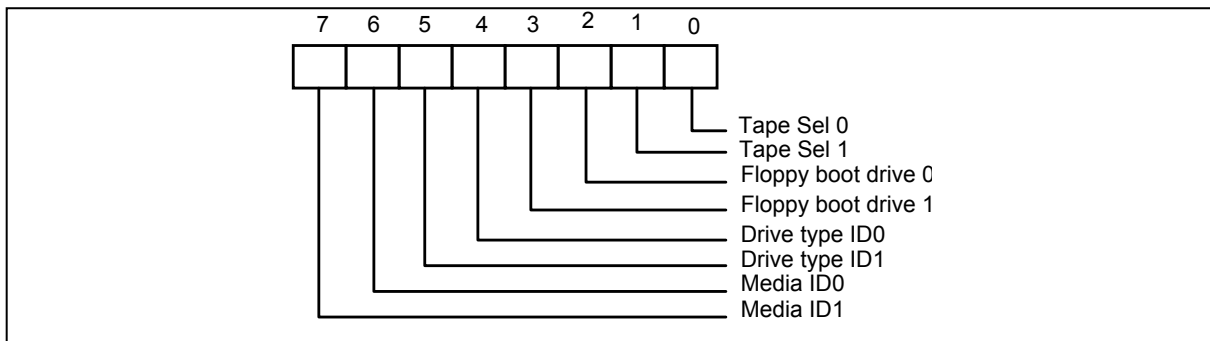 7 6 5 4 3 2 1 0
Tape Sel 0
Tape Sel 1
Floppy boot drive 0
Floppy boot drive 1
Drive type ID0
Drive type ID1
Media ID0
Media ID1